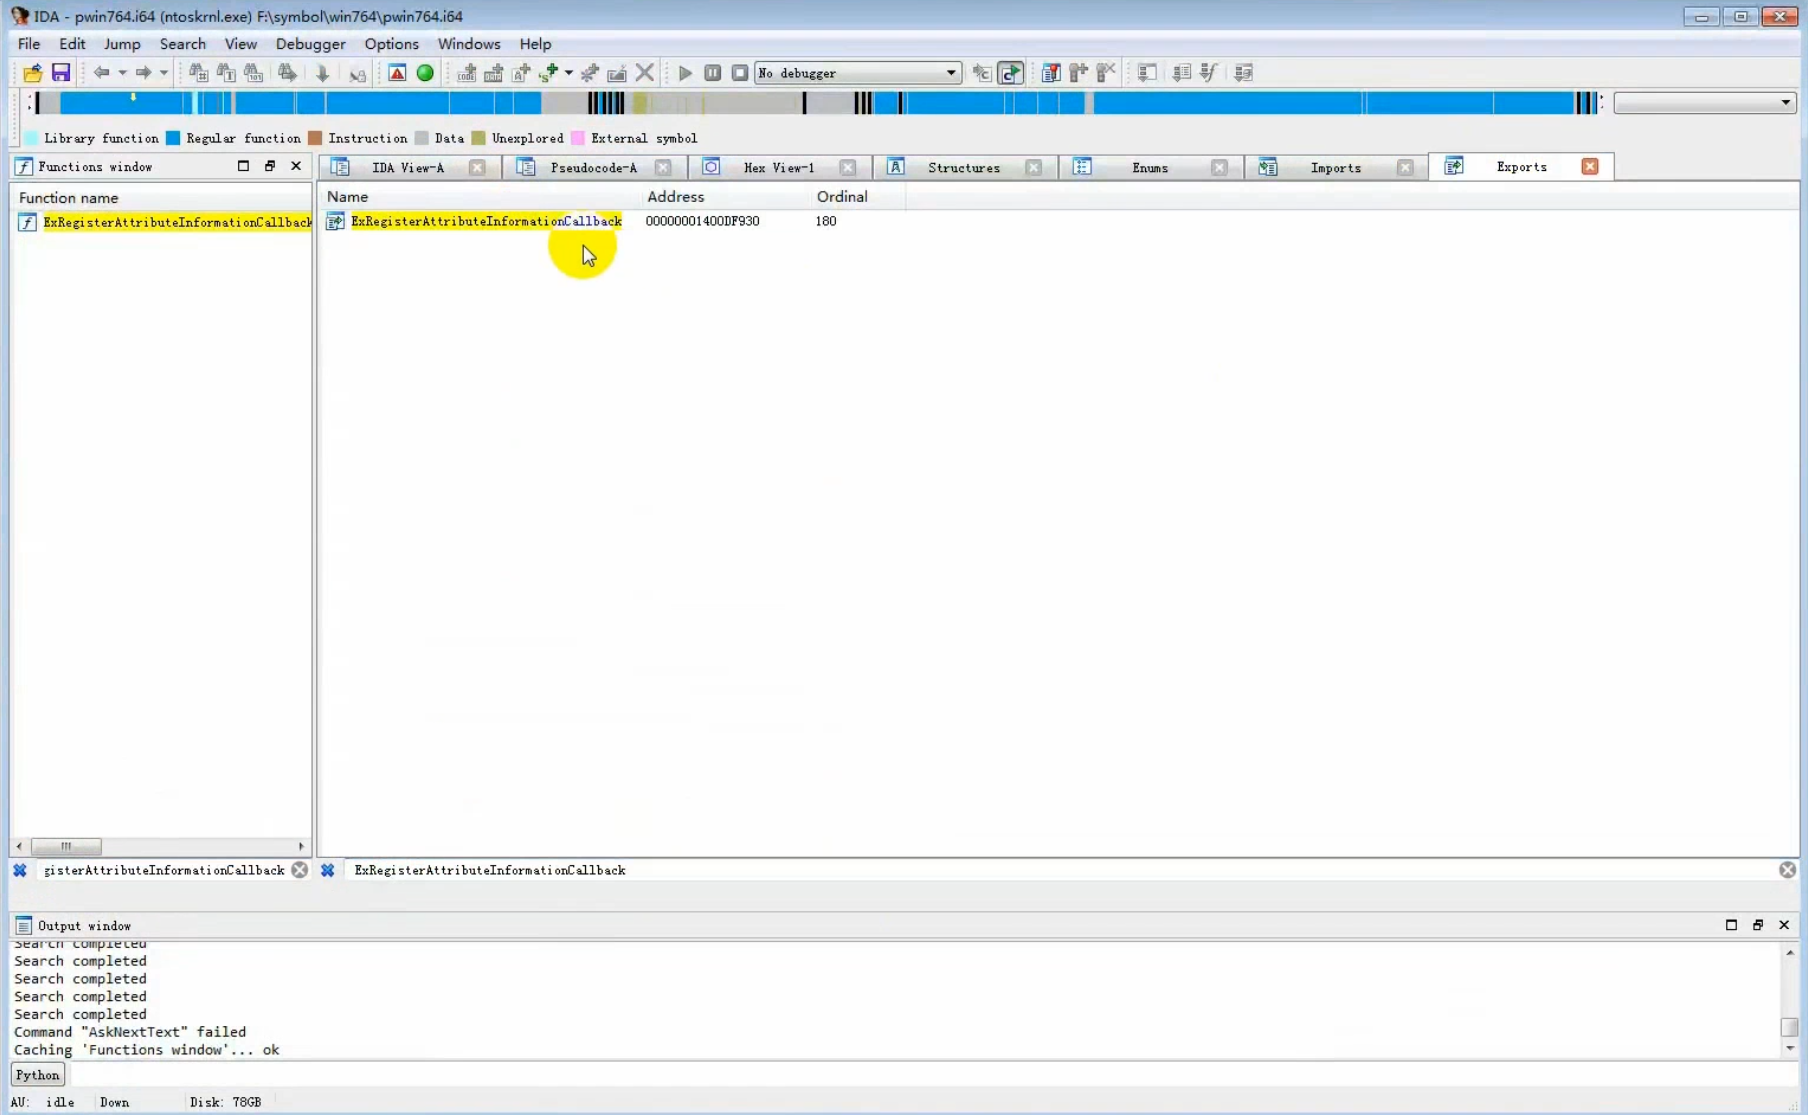 IDA - pwin764.i64 (ntoskrnl.exe) F:\symbol\win764\pwin764.i64
File Edit Jump Search View Debugger Options Windows Help
No debugger
Library function Regular function Instruction Data Unexplored External symbol
Functions window
IDA View-A Pseudocode-A Hex View-1 Structures Enums Imports Exports
Function name
Name Address Ordinal
ExRegisterAttributeInformationCallback
ExRegisterAttributeInformationCallback 00000001400DF930 180
gisterAttributeInformationCallback
ExRegisterAttributeInformationCallback
Output window
Search completed
Search completed
Search completed
Search completed
Search completed
Command "AskNextText" failed
Caching 'Functions window'... ok
Python
AU: idle Down Disk: 78GB